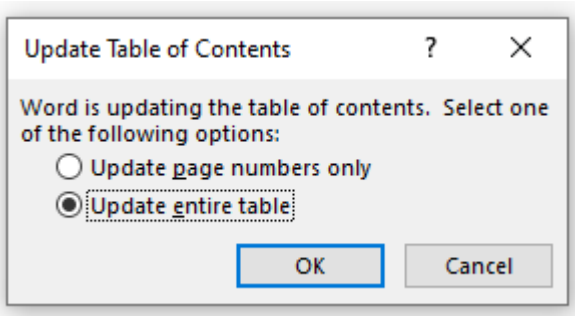 Update Table of Contents ?
Word is updating the table of contents. Select one
of the following options:
Update page numbers only
Update entire table
OK Cancel